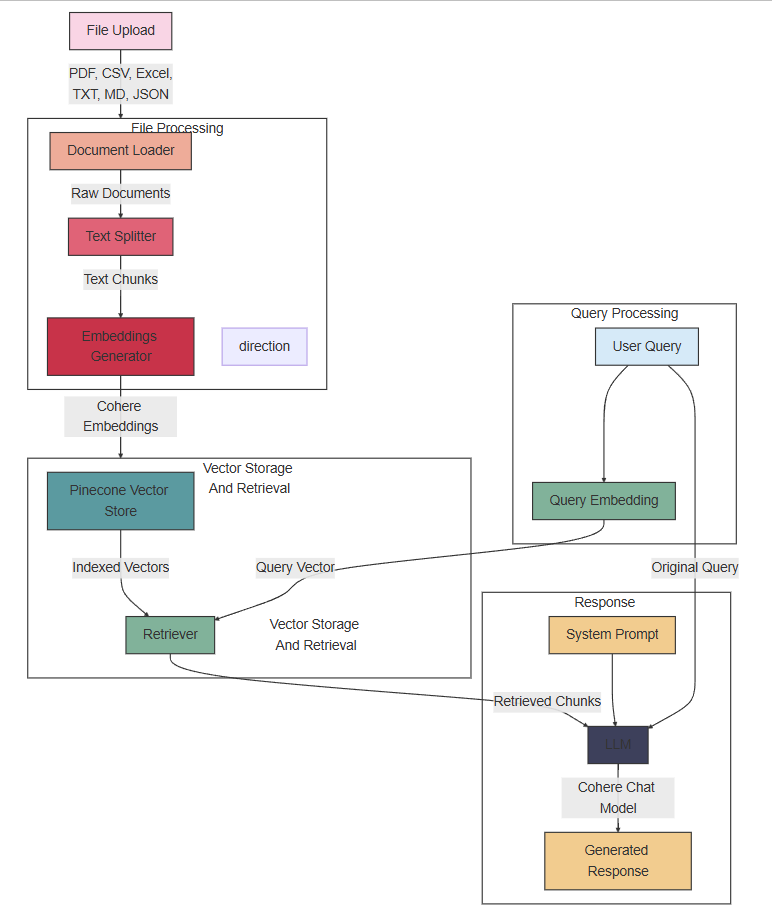 File Upload
PDF, CSV, Excel,
TXT, MD, JSON
File Processing
Document Loader
Raw Documents
Text Splitter
Text Chunks
Embeddings
Generator
direction
Cohere
Embeddings
Query Processing
User Query
Query Embedding
Original Query
Vector Storage
And Retrieval
Pinecone Vector
Store
Indexed Vectors
Query Vector
Retriever
Vector Storage
And Retrieval
Response
System Prompt
Retrieved Chunks
LLM
Cohere Chat
Model
Generated
Response